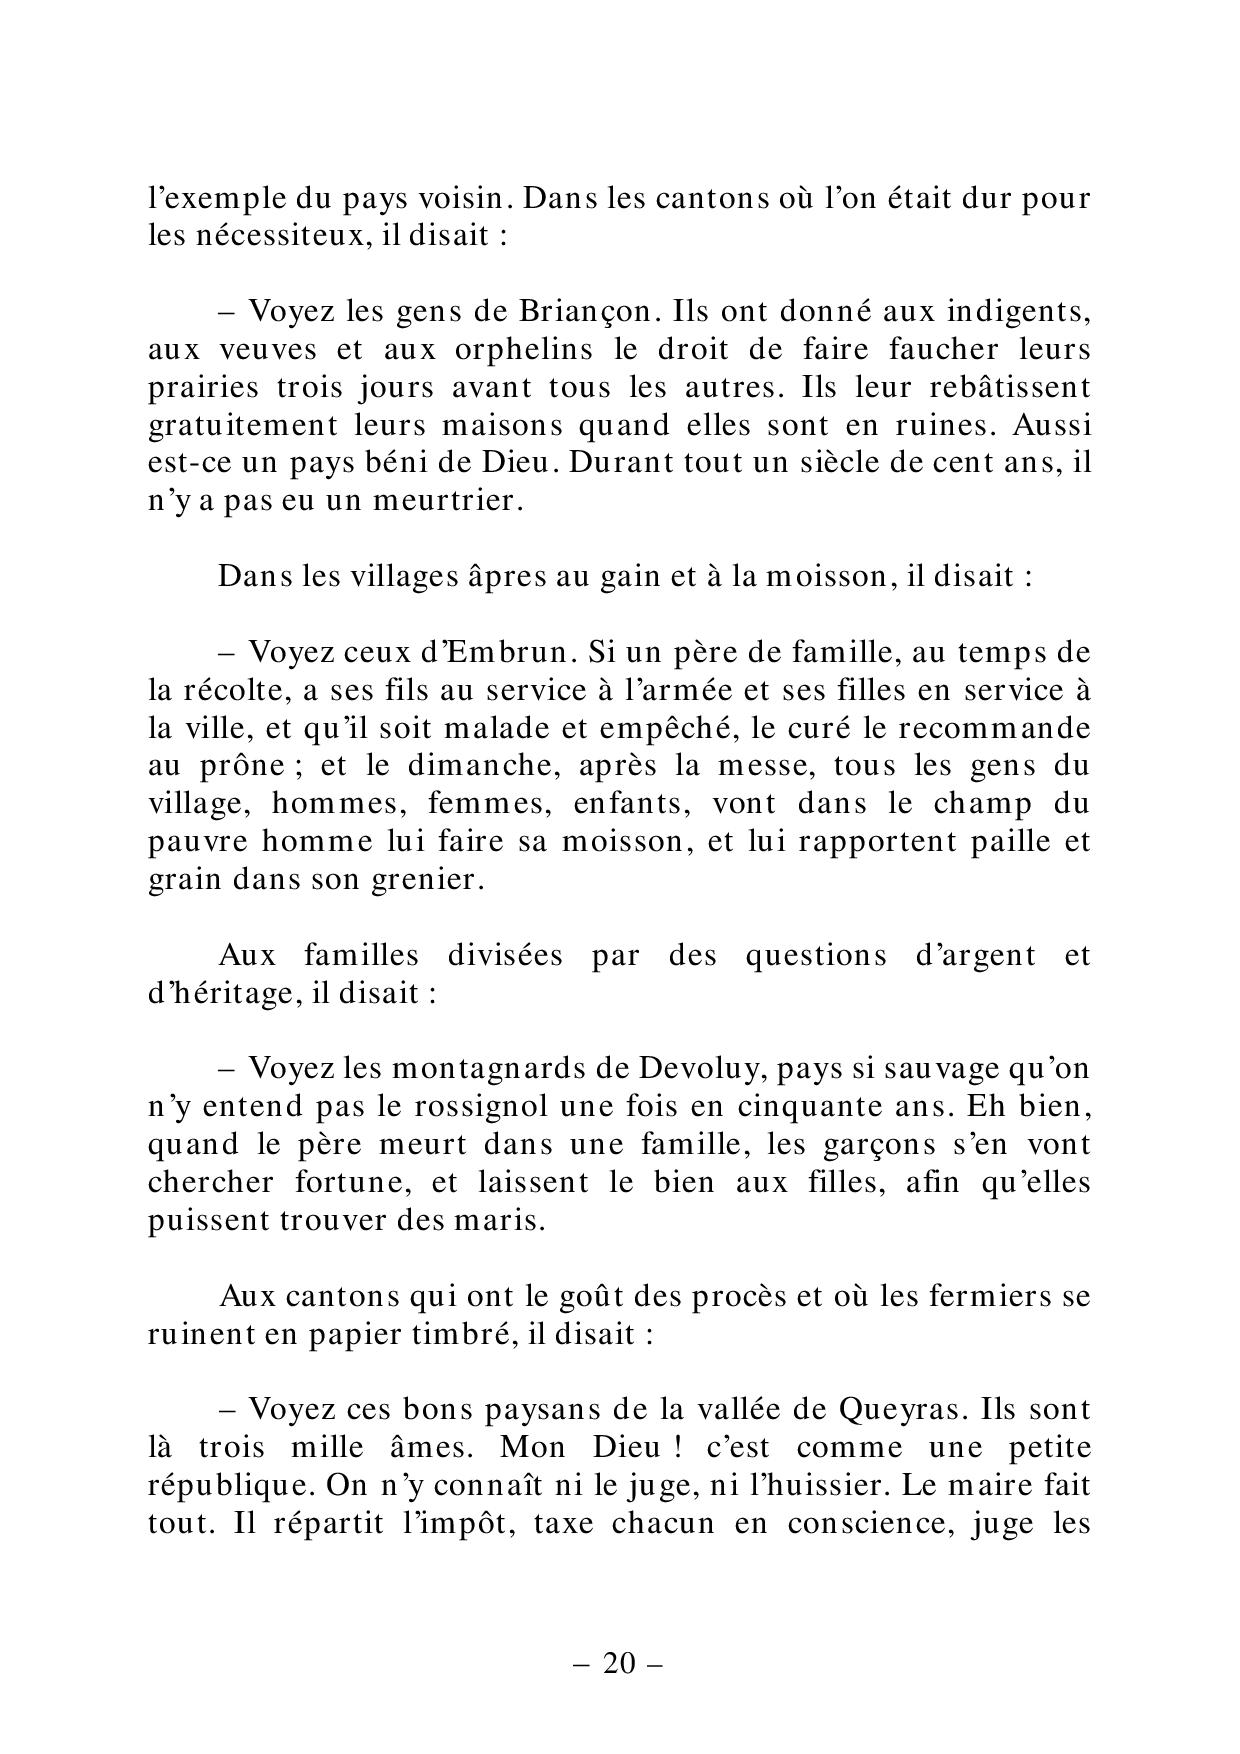 l’exemple du pays voisin. Dans les cantons où l’on était dur pour
les nécessiteux, il disait :
– Voyez les gens de Briançon. Ils ont donné aux indigents,
aux veuves et aux orphelins le droit de faire faucher leurs
prairies trois jours avant tous les autres. Ils leur rebâtissent
gratuitement leurs maisons quand elles sont en ruines. Aussi
est-ce un pays béni de Dieu. Durant tout un siècle de cent ans, il
n’y a pas eu un meurtrier.
Dans les villages âpres au gain et à la moisson, il disait :
– Voyez ceux d’Embrun. Si un père de famille, au temps de
la récolte, a ses fils au service à l’armée et ses filles en service à
la ville, et qu’il soit malade et empêché, le curé le recommande
au prône ; et le dimanche, après la messe, tous les gens du
village, hommes, femmes, enfants, vont dans le champ du
pauvre homme lui faire sa moisson, et lui rapportent paille et
grain dans son grenier.
Aux familles divisées par des questions d’argent et
d’héritage, il disait :
– Voyez les montagnards de Devoluy, pays si sauvage qu’on
n’y entend pas le rossignol une fois en cinquante ans. Eh bien,
quand le père meurt dans une famille, les garçons s’en vont
chercher fortune, et laissent le bien aux filles, afin qu’elles
puissent trouver des maris.
Aux cantons qui ont le goût des procès et où les fermiers se
ruinent en papier timbré, il disait :
– Voyez ces bons paysans de la vallée de Queyras. Ils sont
là trois mille âmes. Mon Dieu ! c’est comme une petite
république. On n’y connaît ni le juge, ni l’huissier. Le maire fait
tout. Il répartit l’impôt, taxe chacun en conscience, juge les
– 20 –